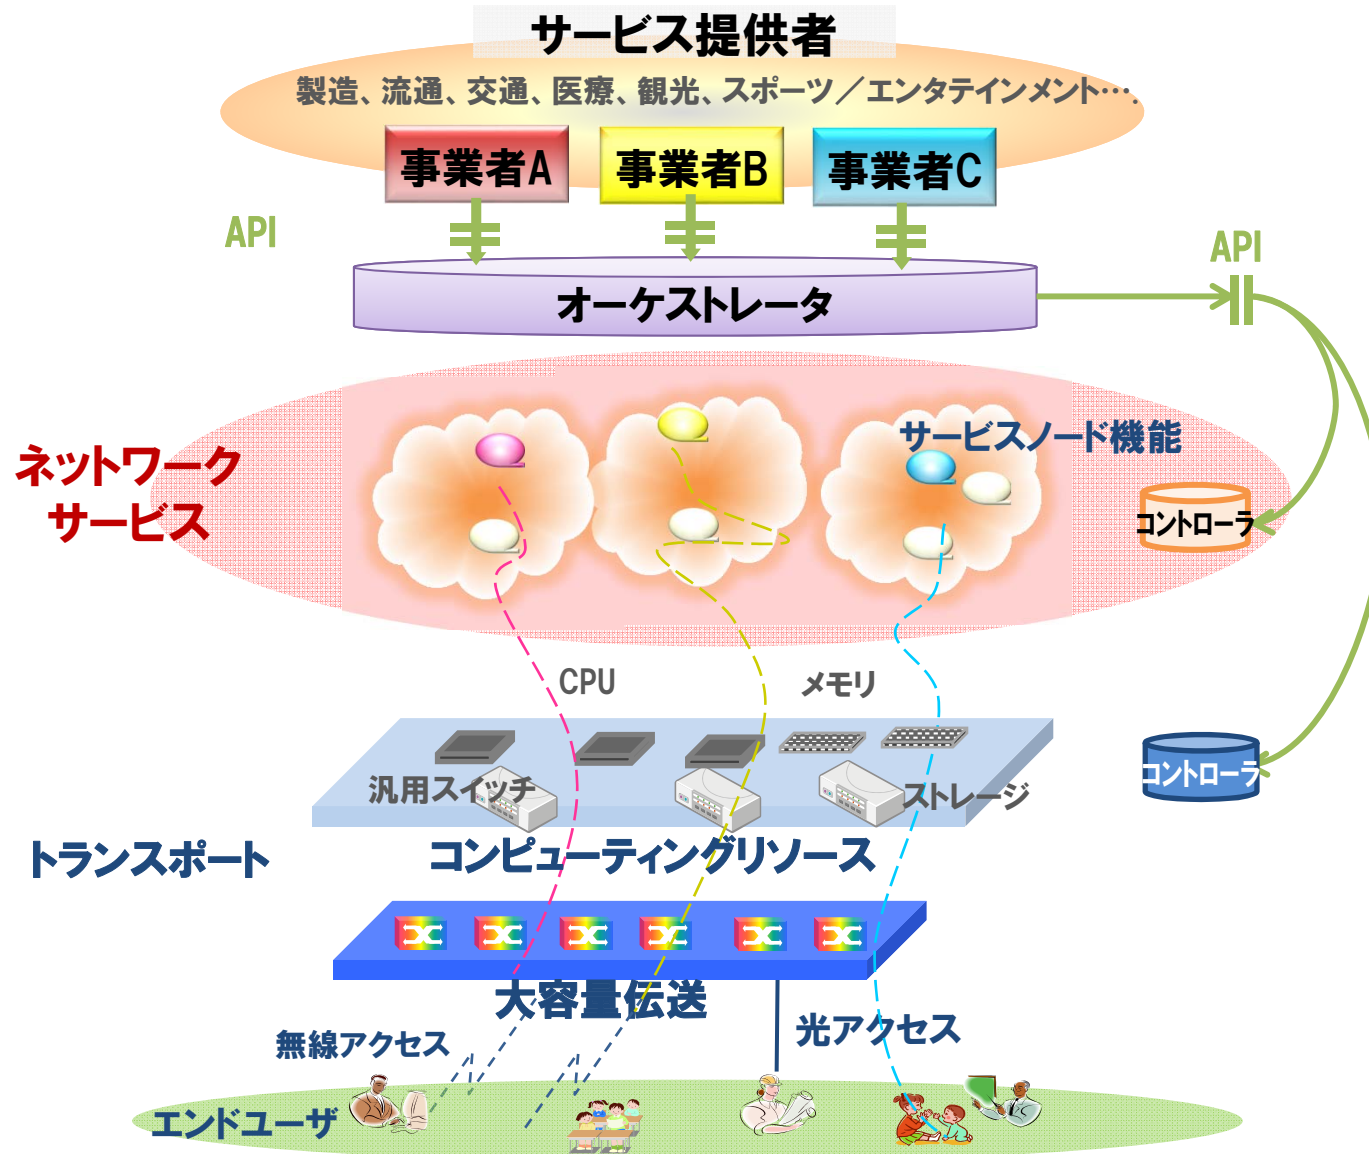 サービス提供者
製造、流通、交通、医療、観光、スポーツ／エンタテインメント….
事業者A
事業者B
事業者C
API
API
オーケストレータ
ネットワーク
サービス
サービスノード機能
コントローラ
CPU
メモリ
汎用スイッチ
ストレージ
コントローラ
トランスポート
コンピューティングリソース
大容量伝送
無線アクセス
光アクセス
エンドユーザ